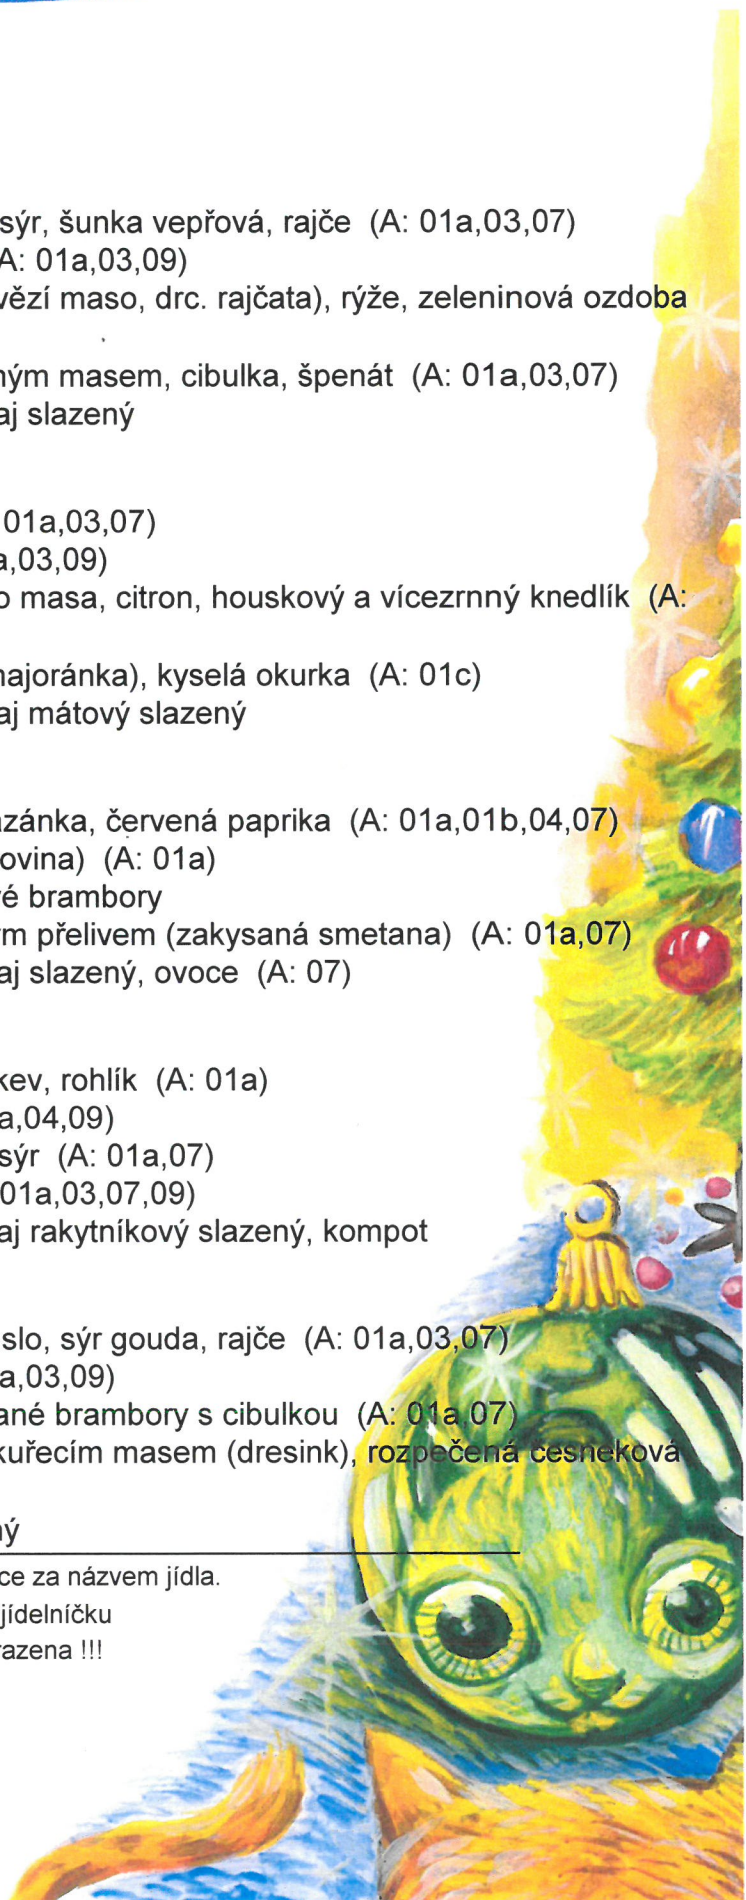 sýr, šunka vepřová, rajče (A: 01a,03,07)
A: 01a,03,09)
vězí maso, drc. rajčata), rýže, zeleninová ozdoba
ným masem, cibulka, špenát (A: 01a,03,07)
aj slazený
01a,03,07)
a,03,09)
o masa, citron, houskový a vícezrnný knedlík (A:
najoránka), kyselá okurka (A: 01c)
aj mátový slazený
azánka, červená paprika (A: 01a,01b,04,07)
ovina) (A: 01a)
vé brambory
ým přelivem (zakysaná smetana) (A: 01a,07)
aj slazený, ovoce (A: 07)
kev, rohlík (A: 01a)
a,04,09)
sýr (A: 01a,07)
01a,03,07,09)
aj rakytníkový slazený, kompot
slo, sýr gouda, rajče (A: 01a,03,07)
a,03,09)
ané brambory s cibulkou (A: 01a,07)
kuřecím masem (dresink), rozpečená česneková
ný
ce za názvem jídla.
jídelníčku
razena !!!